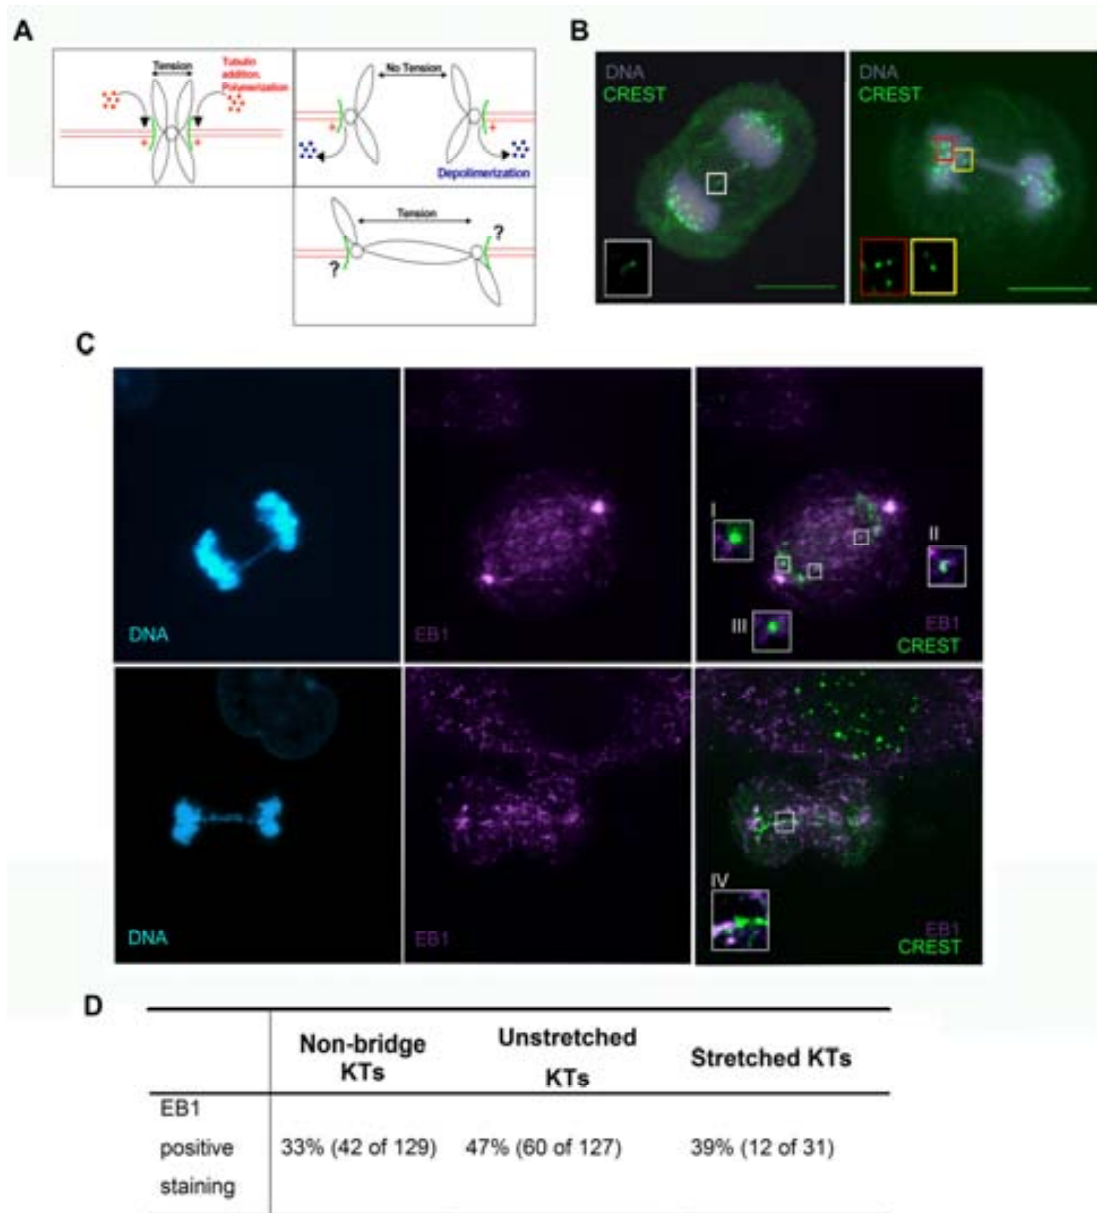 A
Tension
Tubulin
addition.
Polymerization
+
+
No Tension
+
+
Depolimerization
Tension
?
?
B
DNA
CREST
DNA
CREST
C
DNA
EB1
I
II
III
EB1
CREST
DNA
EB1
IV
EB1
CREST
D
Non-bridge KTs
Unstretched KTs
Stretched KTs
EB1
positive
staining
33% (42 of 129)
47% (60 of 127)
39% (12 of 31)